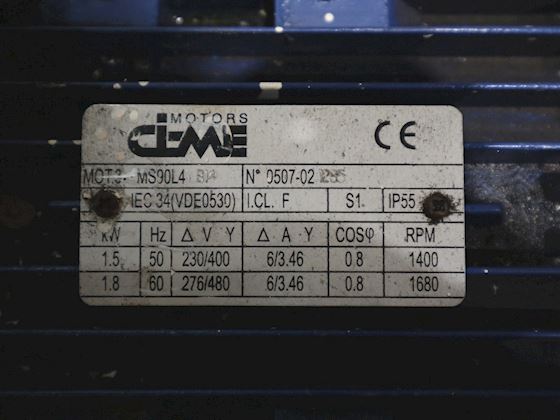 MOTORS
CIME
CE
MOT.3~ MS90L4 N° 0507-02
IEC 34(VDE0530) I.CL. F S1 IP55
kW Hz Δ V Y Δ A Y COSφ RPM
1.5 50 230/400 6/3.46 0.8 1400
1.8 60 276/480 6/3.46 0.8 1680